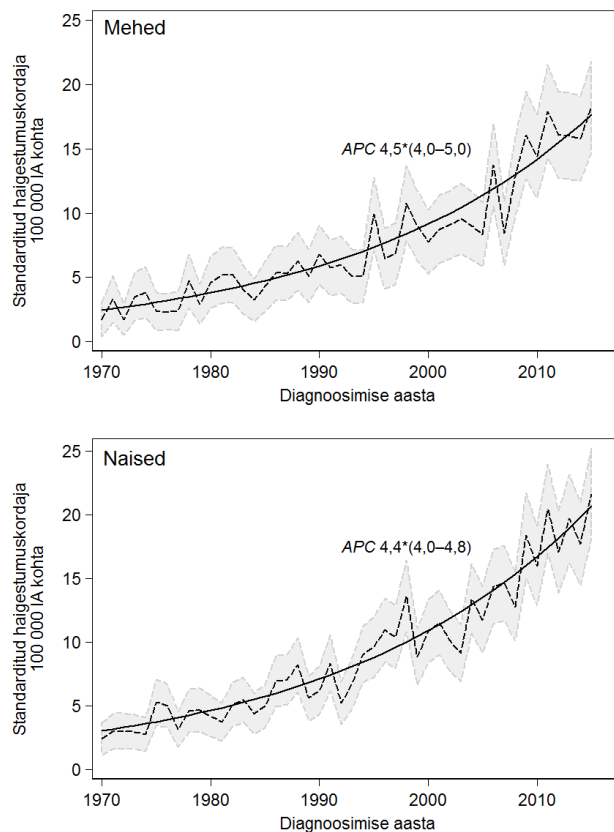 Mehed
Standarditud haigestumuskordaja
100 000 IA kohta
25
20
15
10
5
0
APC 4,5*(4,0–5,0)
1970
1980
1990
2000
2010
Diagnoosimise aasta
Naised
Standarditud haigestumuskordaja
100 000 IA kohta
25
20
15
10
5
0
APC 4,4*(4,0–4,8)
1970
1980
1990
2000
2010
Diagnoosimise aasta